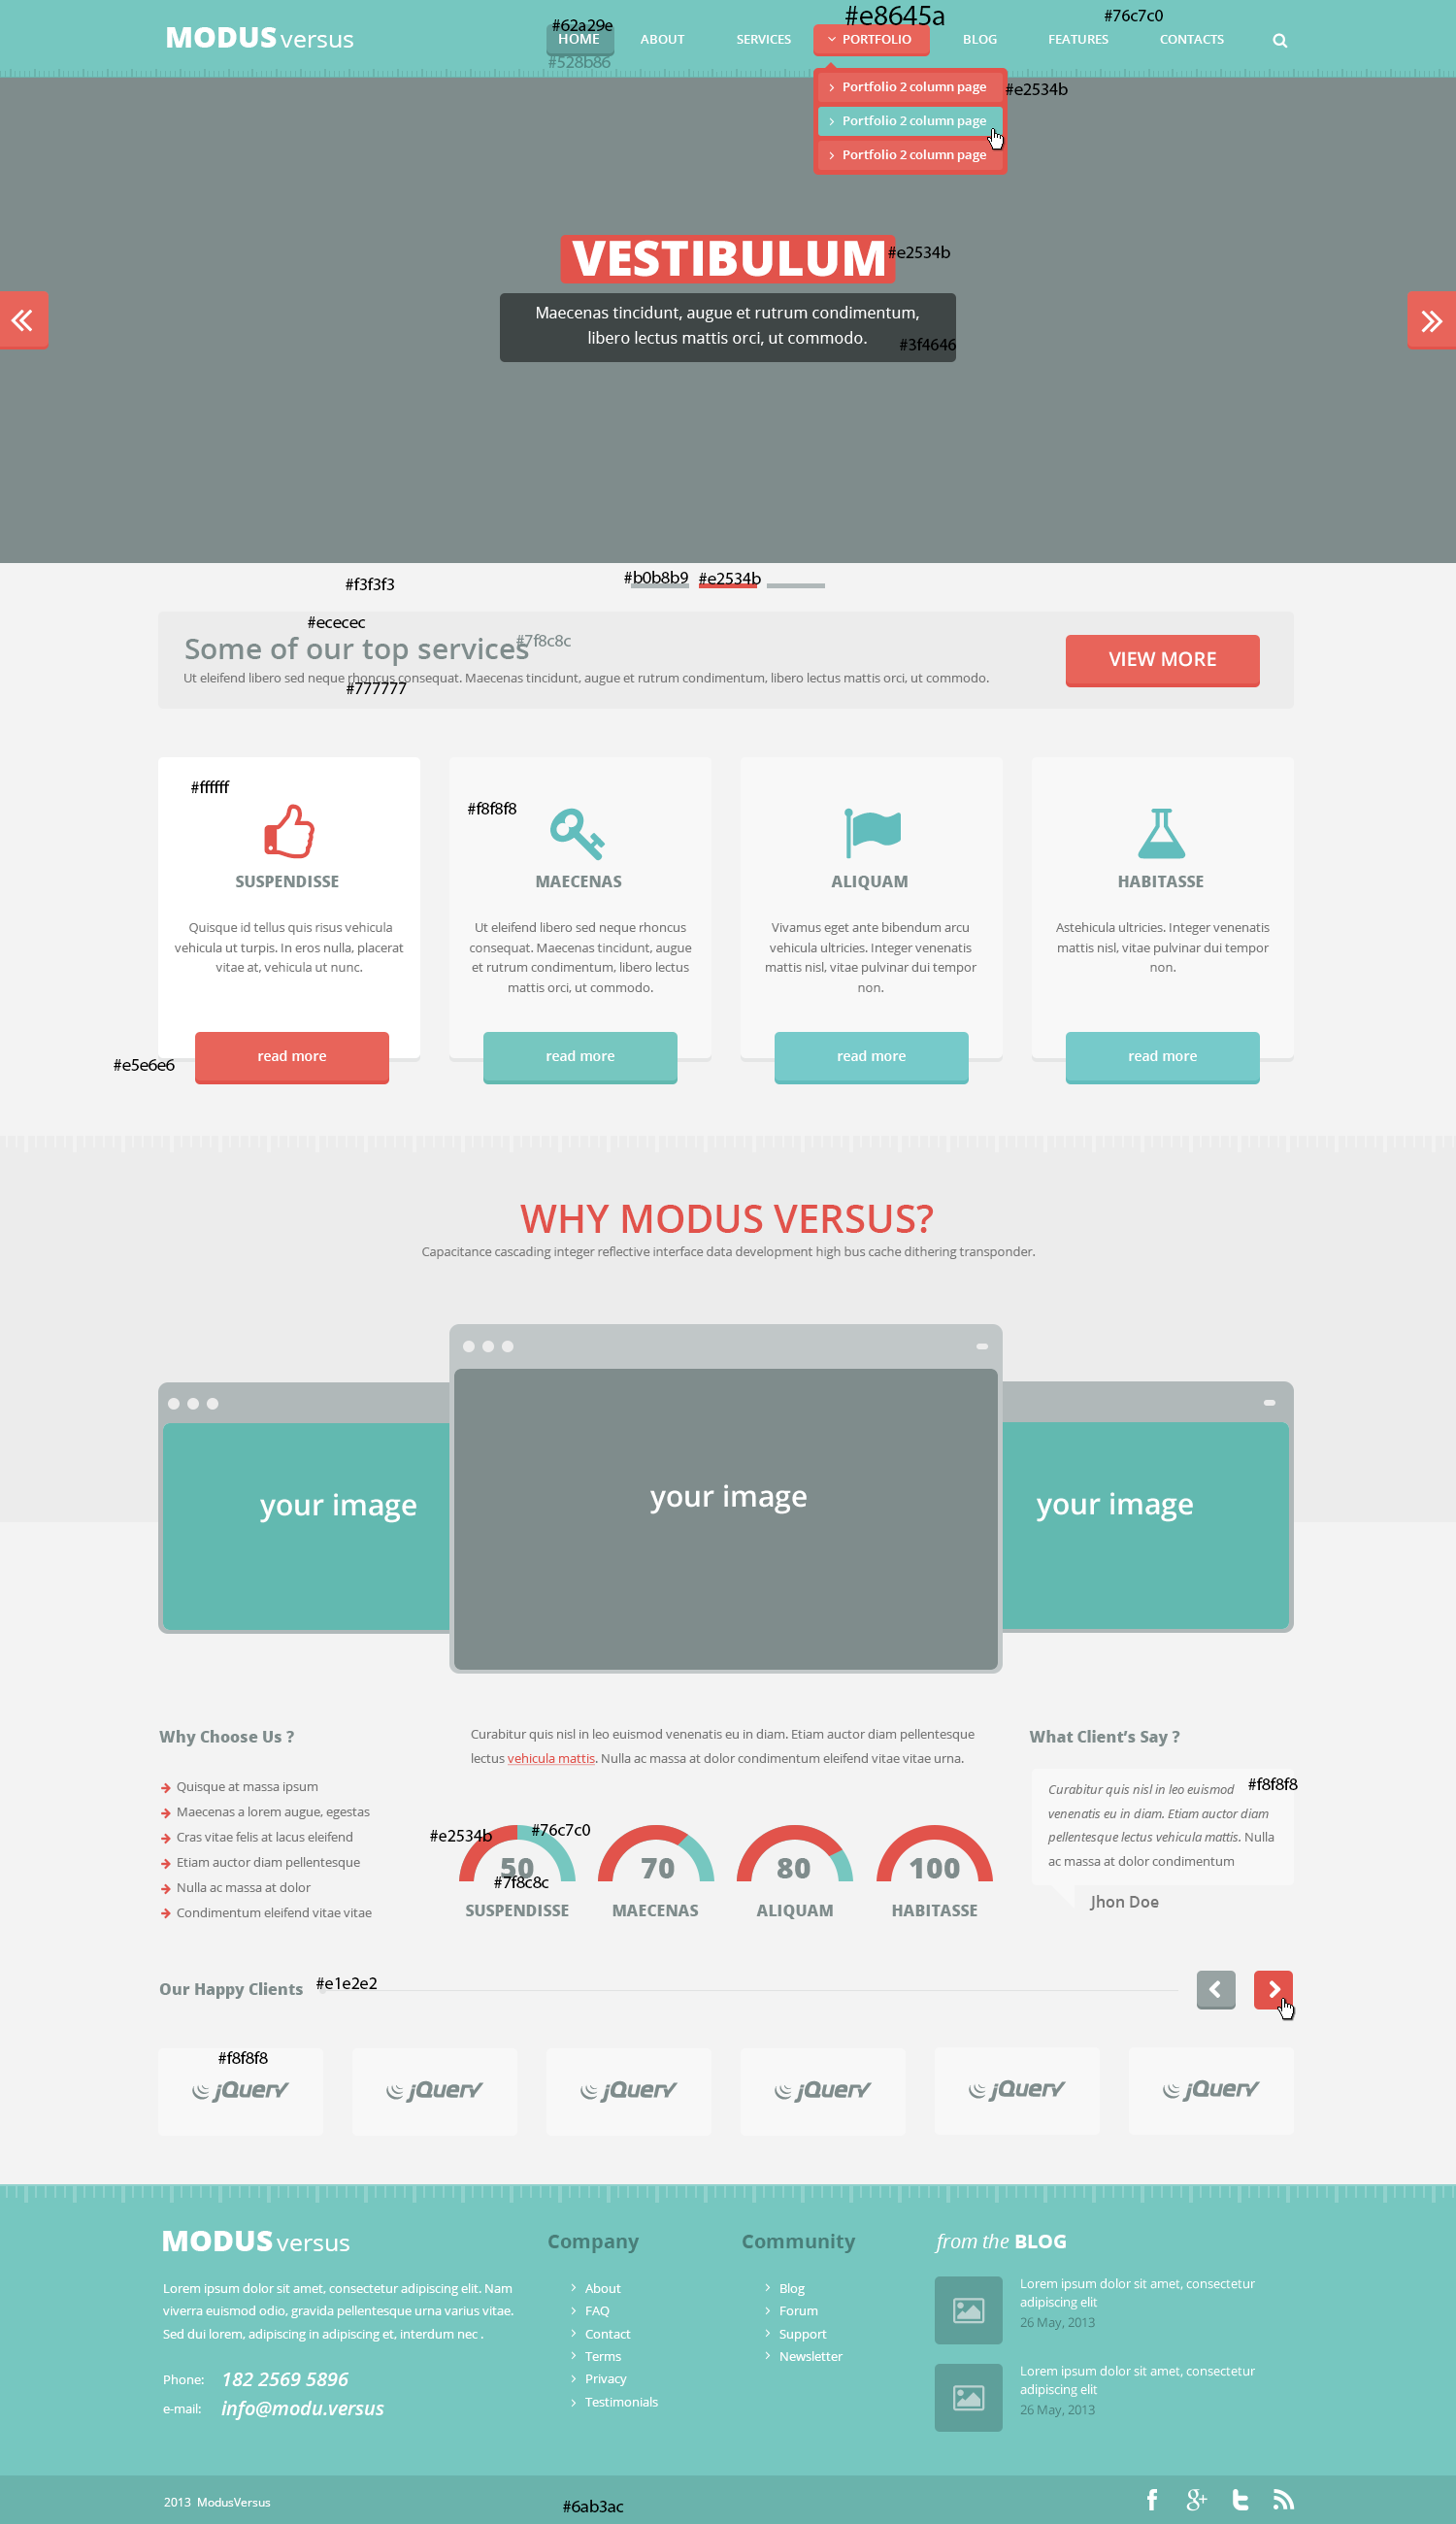 MODUS versus
#62a29e
HOME
#528b86
ABOUT
SERVICES
#e8645a
PORTFOLIO
BLOG
#76c7c0
FEATURES
CONTACTS
Portfolio 2 column page
#e2534b
Portfolio 2 column page
Portfolio 2 column page
VESTIBULUM
#e2534b
Maecenas tincidunt, augue et rutrum condimentum,
libero lectus mattis orci, ut commodo.
#3f4646
#f3f3f3
#b0b8b9
#e2534b
#ececec
Some of our top services
#7f8c8c
Ut eleifend libero sed neque rhoncus consequat. Maecenas tincidunt, augue et rutrum condimentum, libero lectus mattis orci, ut commodo.
#777777
VIEW MORE
#ffffff
SUSPENDISSE
Quisque id tellus quis risus vehicula
vehicula ut turpis. In eros nulla, placerat
vitae at, vehicula ut nunc.
read more
#e5e6e6
#f8f8f8
MAECENAS
Ut eleifend libero sed neque rhoncus
consequat. Maecenas tincidunt, augue
et rutrum condimentum, libero lectus
mattis orci, ut commodo.
read more
ALIQUAM
Vivamus eget ante bibendum arcu
vehicula ultricies. Integer venenatis
mattis nisl, vitae pulvinar dui tempor
non.
read more
HABITASSE
Astehicula ultricies. Integer venenatis
mattis nisl, vitae pulvinar dui tempor
non.
read more
WHY MODUS VERSUS?
Capacitance cascading integer reflective interface data development high bus cache dithering transponder.
your image
your image
your image
Why Choose Us ?
Quisque at massa ipsum
Maecenas a lorem augue, egestas
Cras vitae felis at lacus eleifend
Etiam auctor diam pellentesque
Nulla ac massa at dolor
Condimentum eleifend vitae vitae
Curabitur quis nisl in leo euismod venenatis eu in diam. Etiam auctor diam pellentesque
lectus vehicula mattis. Nulla ac massa at dolor condimentum eleifend vitae vitae urna.
#e2534b
#76c7c0
50
#7f8c8c
SUSPENDISSE
70
MAECENAS
80
ALIQUAM
100
HABITASSE
What Client's Say ?
#f8f8f8
Curabitur quis nisl in leo euismod
venenatis eu in diam. Etiam auctor diam
pellentesque lectus vehicula mattis. Nulla
ac massa at dolor condimentum
Jhon Doe
Our Happy Clients
#e1e2e2
#f8f8f8
jQuery
jQuery
jQuery
jQuery
jQuery
jQuery
MODUS versus
Lorem ipsum dolor sit amet, consectetur adipiscing elit. Nam
viverra euismod odio, gravida pellentesque urna varius vitae.
Sed dui lorem, adipiscing in adipiscing et, interdum nec .
Phone: 182 2569 5896
e-mail: info@modu.versus
Company
About
FAQ
Contact
Terms
Privacy
Testimonials
Community
Blog
Forum
Support
Newsletter
from the BLOG
Lorem ipsum dolor sit amet, consectetur
adipiscing elit
26 May, 2013
Lorem ipsum dolor sit amet, consectetur
adipiscing elit
26 May, 2013
2013 ModusVersus
#6ab3ac